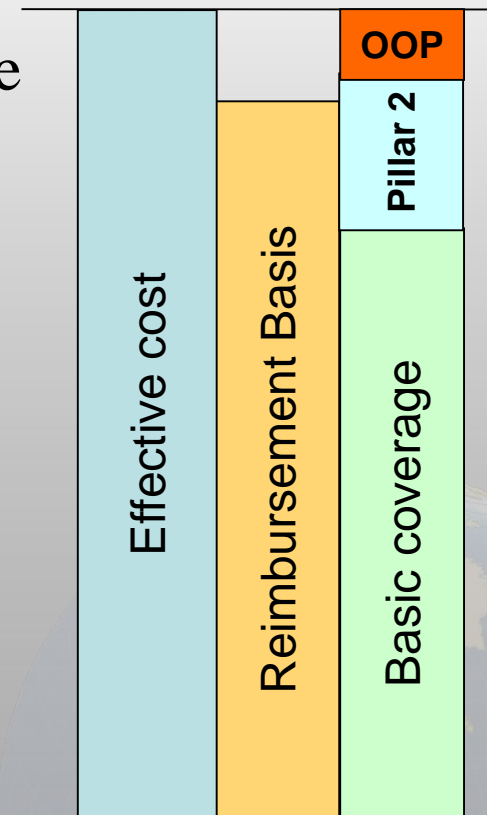 e
OOP
Pillar 2
Effective cost
Reimbursement Basis
Basic coverage